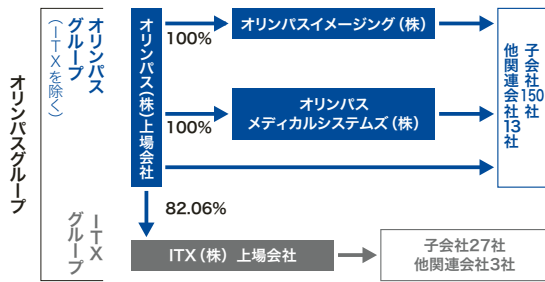 オリンパスグループ
オリンパス
グループ
（ITXを除く）
オリンパス（株）上場会社
100%
オリンパスイメージング（株）
100%
オリンパス
メディカルシステムズ（株）
子会社150社
他関連会社13社
82.06%
ITX
グループ
ITX（株）上場会社
子会社27社
他関連会社3社